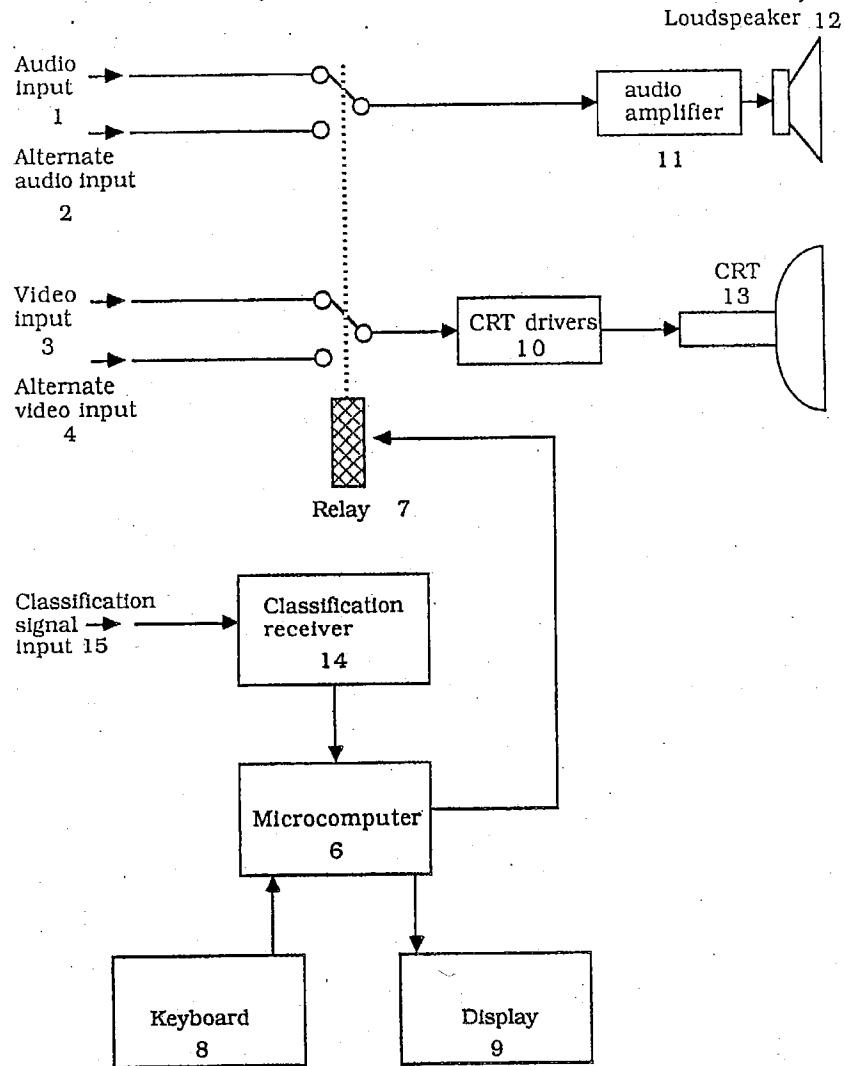 Loudspeaker 12
Audio
input
1
audio
amplifier
11
Alternate
audio input
2
CRT
13
Video
input
3
CRT drivers
10
Alternate
video input
4
Relay 7
Classification
signal
input 15
Classification
receiver
14
Microcomputer
6
Keyboard
8
Display
9